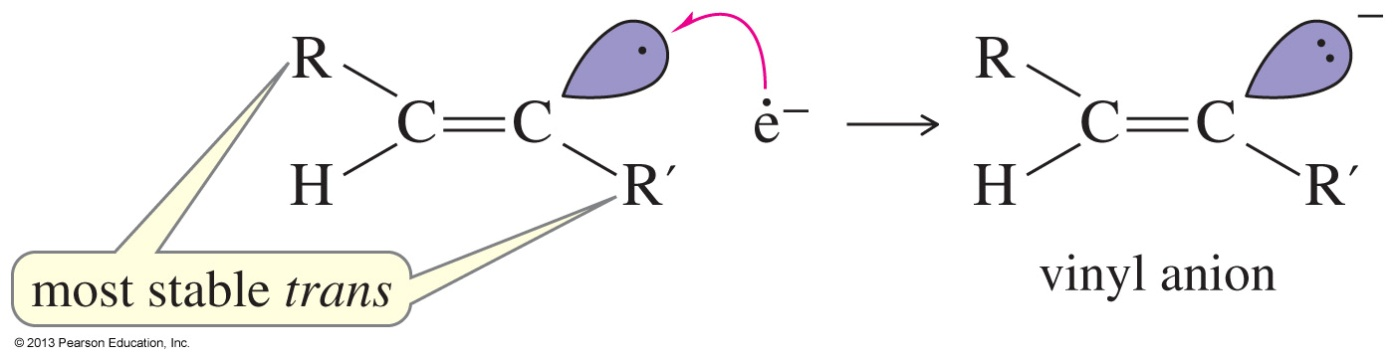 R C=C H R′ ė⁻ → R C=C H R′ −
most stable trans
vinyl anion
© 2013 Pearson Education, Inc.